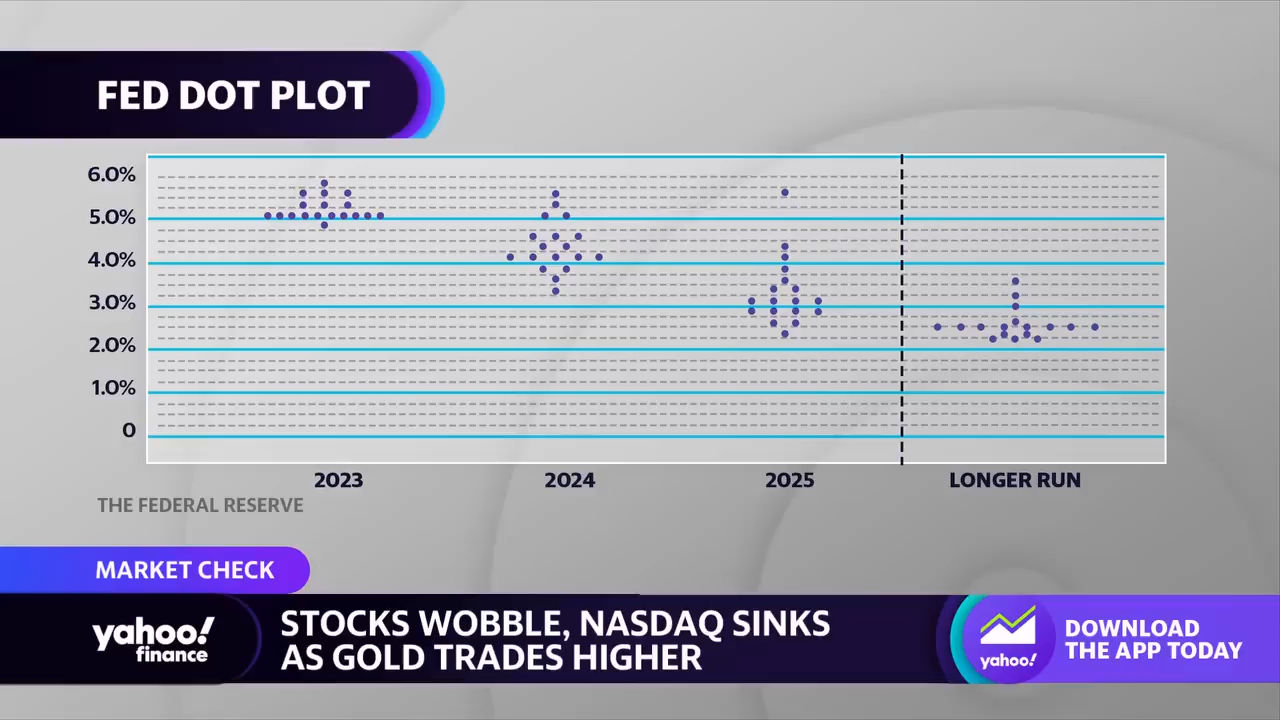 FED DOT PLOT
6.0%
5.0%
4.0%
3.0%
2.0%
1.0%
0
2023 2024 2025 LONGER RUN
THE FEDERAL RESERVE
MARKET CHECK
yahoo!
finance
STOCKS WOBBLE, NASDAQ SINKS
AS GOLD TRADES HIGHER
yahoo!
DOWNLOAD
THE APP TODAY